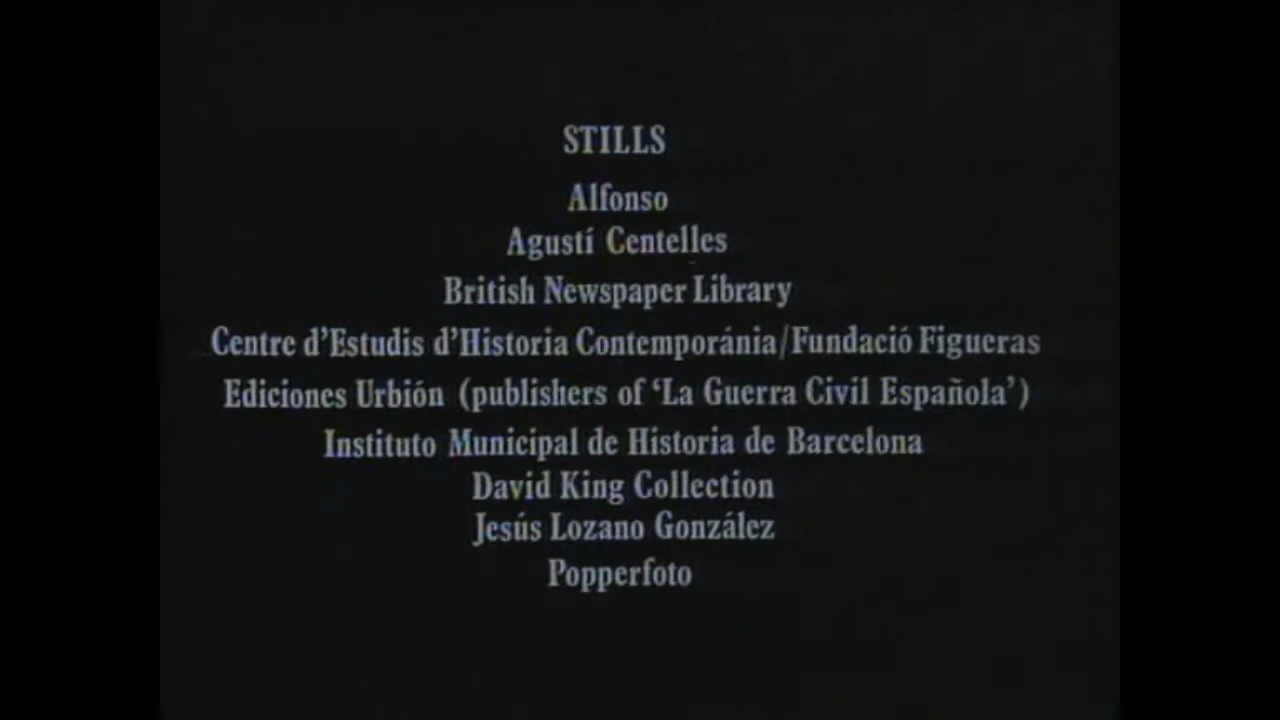 STILLS
Alfonso
Agustí Centelles
British Newspaper Library
Centre d'Estudis d'Historia Contemporánia/Fundació Figueras
Ediciones Urbión (publishers of 'La Guerra Civil Española')
Instituto Municipal de Historia de Barcelona
David King Collection
Jesús Lozano González
Popperfoto